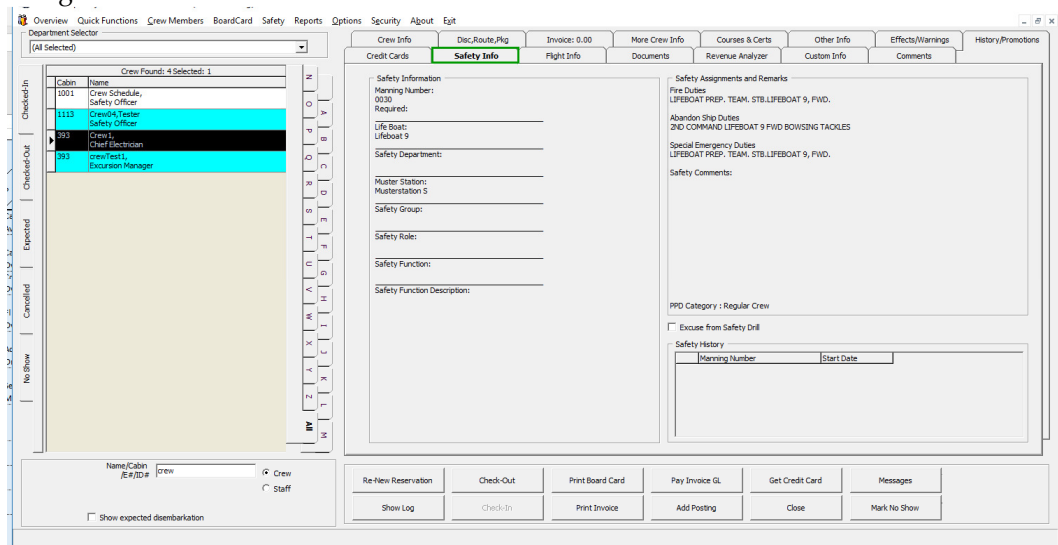 Overview Quick Functions Crew Members BoardCard Safety Reports Options Security About Exit
Department Selector
(All Selected)
Crew Found: 4 Selected: 1
Cabin Name
1001 Crew Schedule,
Safety Officer
1113 Crew04,Tester
Safety Officer
393 Crew1,
Chief Electrician
393 crewTest1,
Excursion Manager
Checked-In
Checked-Out
Expected
Cancelled
No Show
N
O
P
Q
R
S
T
U
V
W
X
Y
Z
All
A
B
C
D
E
F
G
H
I
J
K
L
M
Name/Cabin
/E#/ID#
crew
Crew
Staff
Show expected disembarkation
Crew Info Disc,Route,Pkg Invoice: 0.00 More Crew Info Courses & Certs Other Info Effects/Warnings History/Promotions
Credit Cards Safety Info Flight Info Documents Revenue Analyzer Custom Info Comments
Safety Information
Manning Number:
0030
Required:
Life Boat:
Lifeboat 9
Safety Department:
Muster Station:
Musterstation S
Safety Group:
Safety Role:
Safety Function:
Safety Function Description:
Safety Assignments and Remarks
Fire Duties
LIFEBOAT PREP. TEAM. STB.LIFEBOAT 9, FWD.
Abandon Ship Duties
2ND COMMAND LIFEBOAT 9 FWD BOWSING TACKLES
Special Emergency Duties
LIFEBOAT PREP. TEAM. STB.LIFEBOAT 9, FWD.
Safety Comments:
PPD Category : Regular Crew
Excuse from Safety Drill
Safety History
Manning Number Start Date
Re-New Reservation Check-Out Print Board Card Pay Invoice GL Get Credit Card Messages
Show Log Check-In Print Invoice Add Posting Close Mark No Show